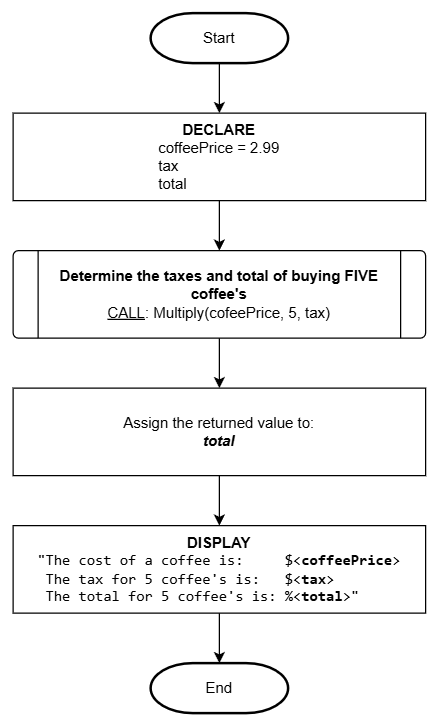 Start
DECLARE
coffeePrice = 2.99
tax
total
Determine the taxes and total of buying FIVE
coffee's
CALL: Multiply(cofeePrice, 5, tax)
Assign the returned value to:
total
DISPLAY
"The cost of a coffee is:     $<coffeePrice>
The tax for 5 coffee's is:   $<tax>
The total for 5 coffee's is: %<total>"
End